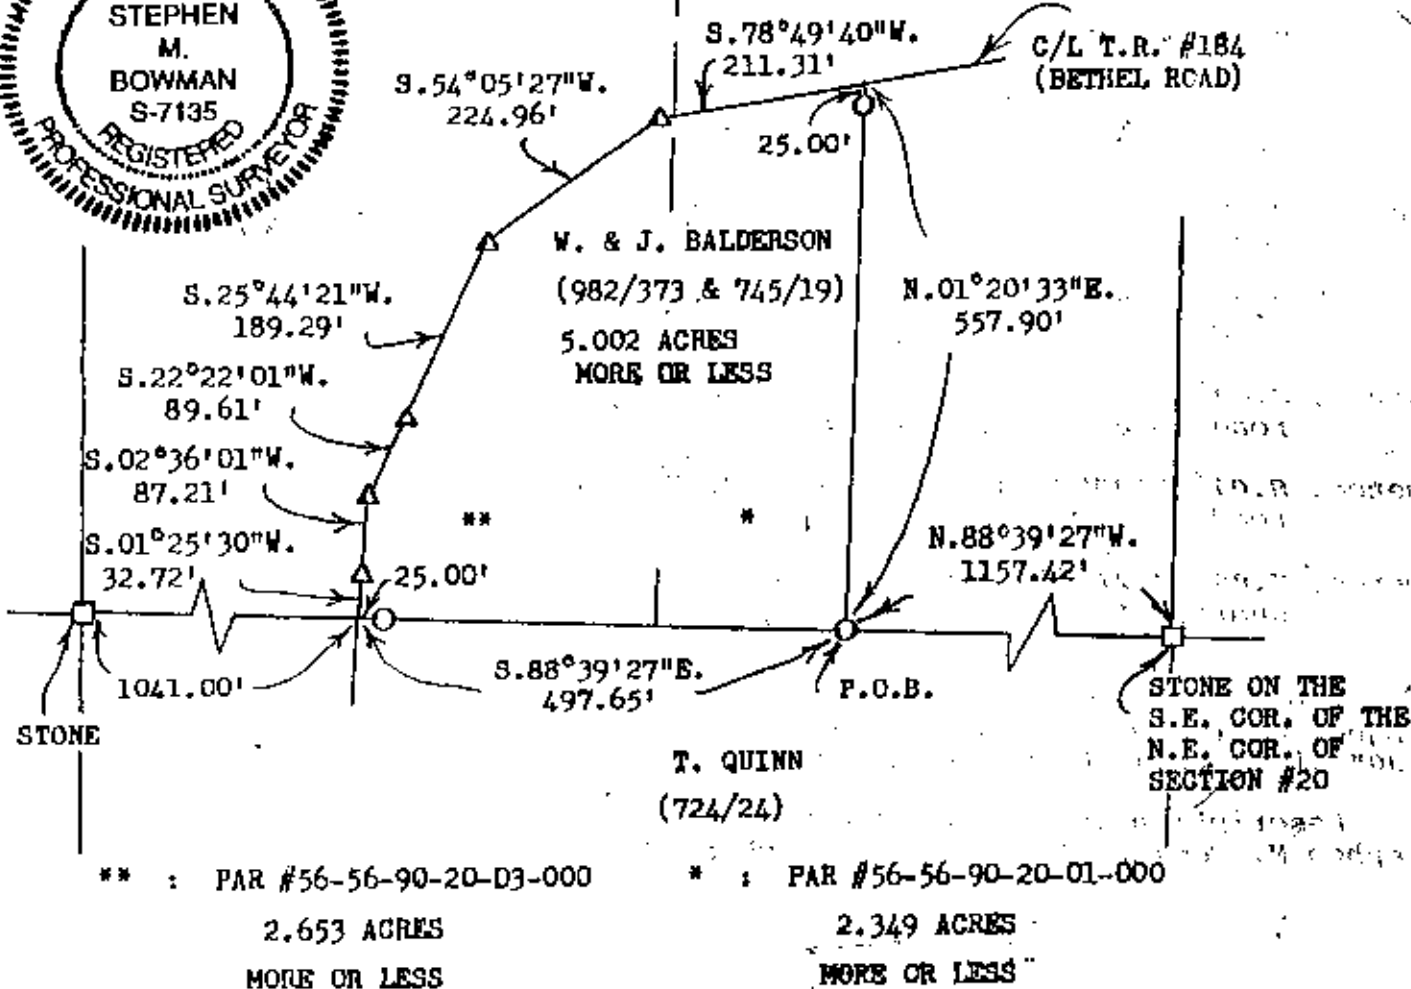 STEPHEN
M.
BOWMAN
S-7135
REGISTERED
PROFESSIONAL SURVEYOR
S.78°49'40"W.
211.31'
C/L T.R. #184
(BETHEL ROAD)
S.54°05'27"W.
224.96'
25.00'
W. & J. BALDERSON
(982/373 & 745/19)
5.002 ACRES
MORE OR LESS
N.01°20'33"E.
557.90'
S.25°44'21"W.
189.29'
S.22°22'01"W.
89.61'
S.02°36'01"W.
87.21'
**
*
S.01°25'30"W.
32.72'
25.00'
N.88°39'27"W.
1157.42'
1041.00'
S.88°39'27"E.
497.65'
P.O.B.
STONE
STONE ON THE
S.E. COR. OF THE
N.E. COR. OF
SECTION #20
T. QUINN
(724/24)
** : PAR #56-56-90-20-03-000
2.653 ACRES
MORE OR LESS
* : PAR #56-56-90-20-01-000
2.349 ACRES
MORE OR LESS